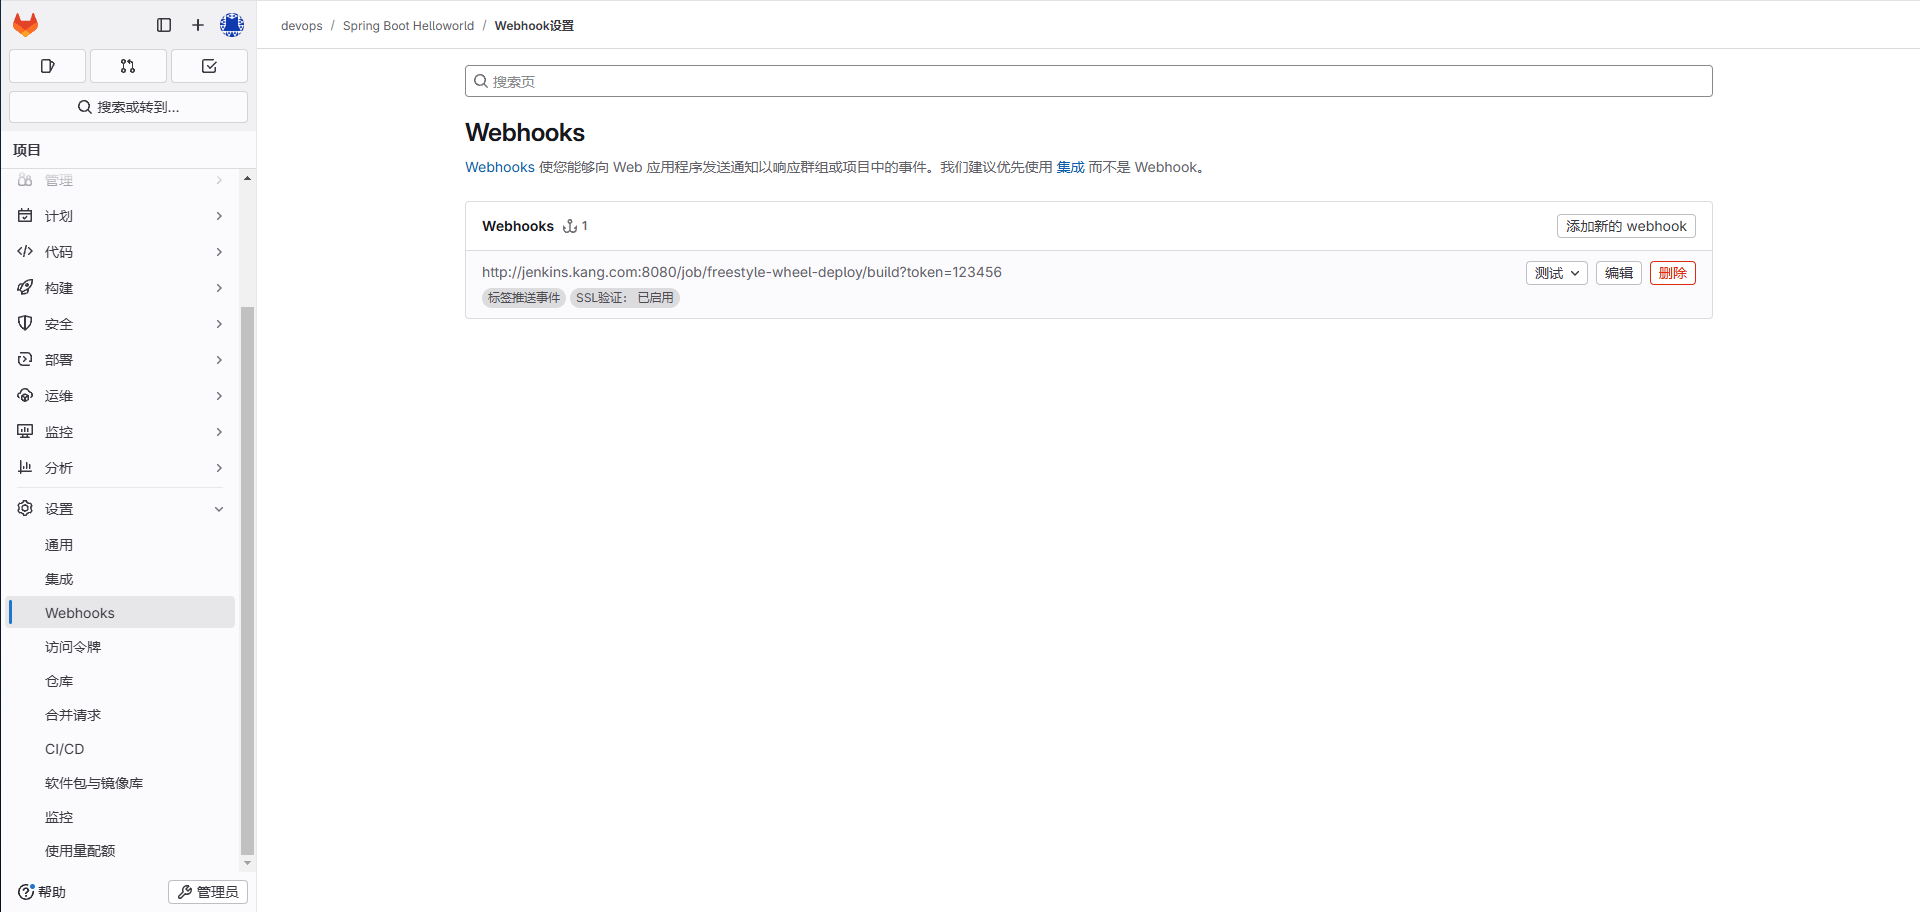 devops / Spring Boot Helloworld / Webhook设置
搜索或转到...
项目
管理
计划
代码
构建
安全
部署
运维
监控
分析
设置
通用
集成
Webhooks
访问令牌
仓库
合并请求
CI/CD
软件包与镜像库
监控
使用量配额
帮助
管理员
搜索页
Webhooks
Webhooks 使您能够向 Web 应用程序发送通知以响应群组或项目中的事件。我们建议优先使用 集成 而不是 Webhook。
Webhooks 1
添加新的 webhook
http://jenkins.kang.com:8080/job/freestyle-wheel-deploy/build?token=123456
测试 编辑 删除
标签推送事件 SSL验证： 已启用